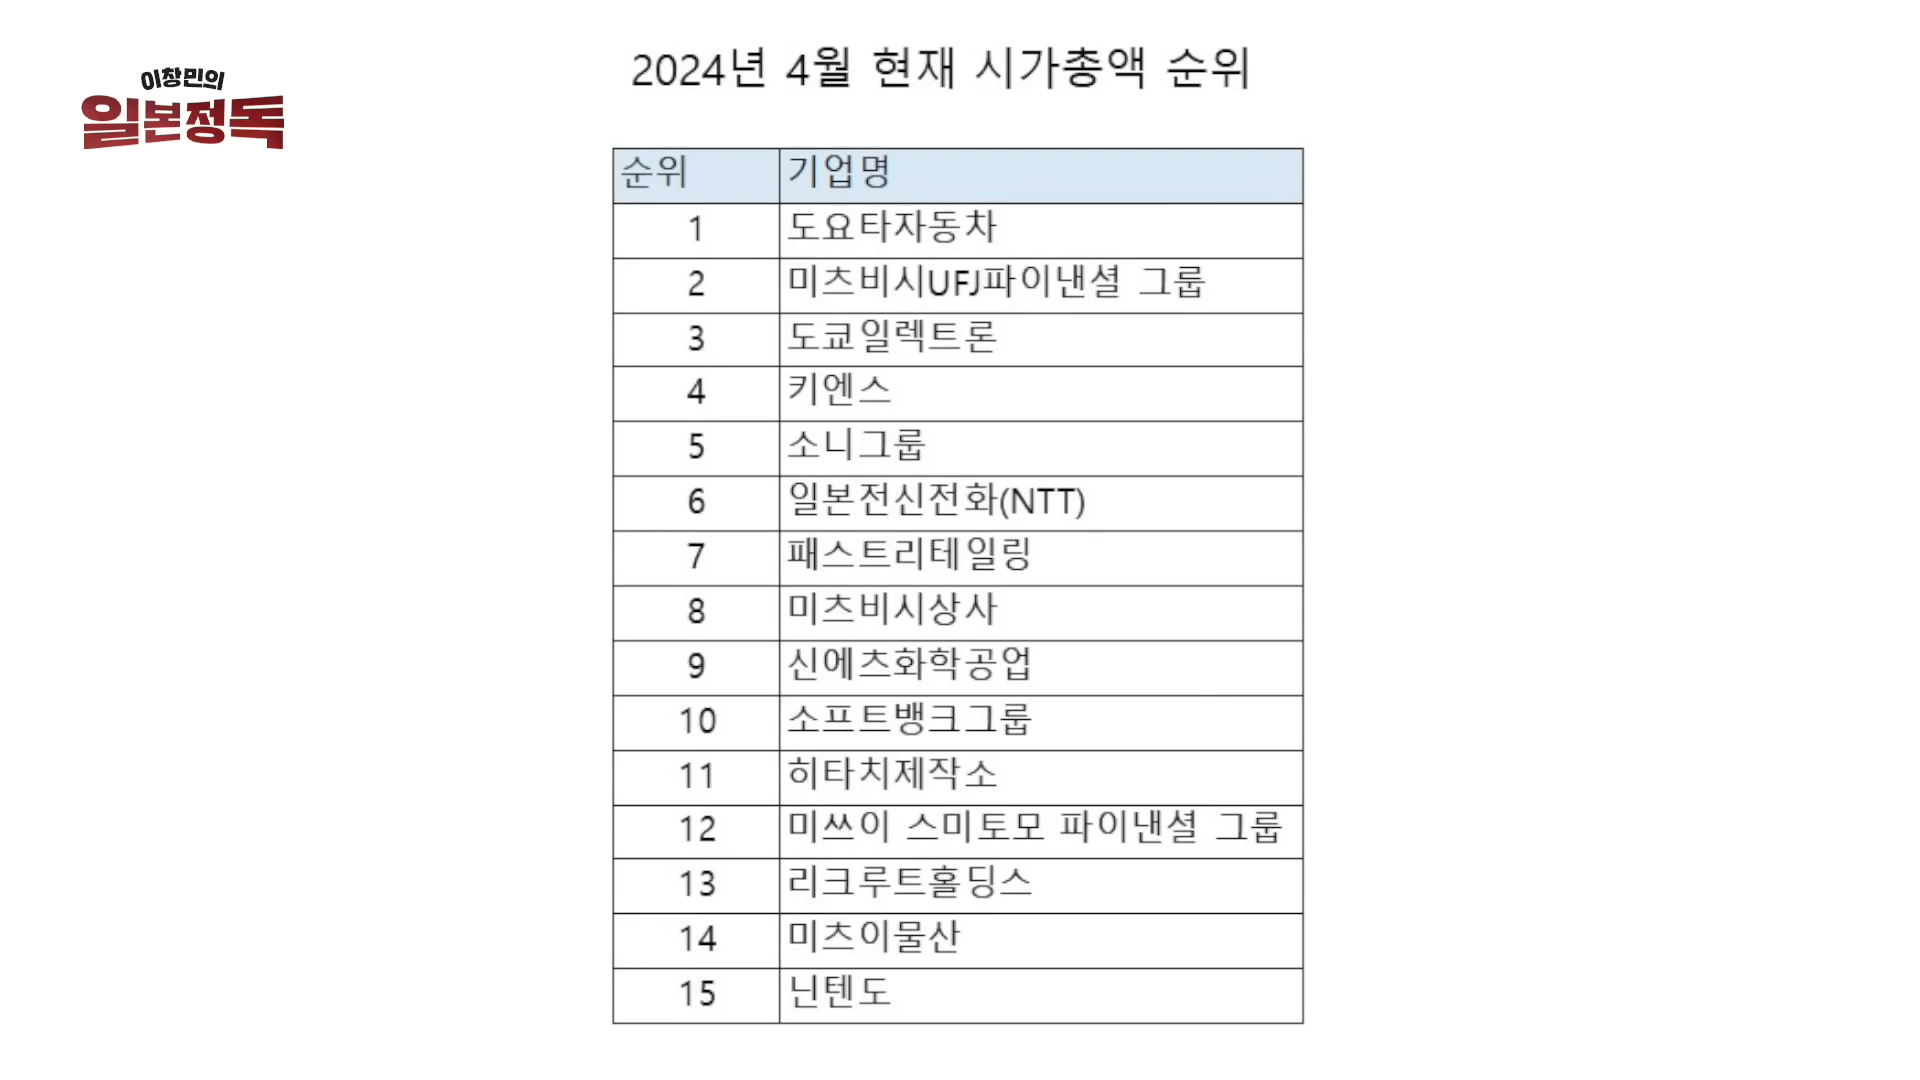 이창민의
일본정독
2024년 4월 현재 시가총액 순위
순위 기업명
1 도요타자동차
2 미츠비시UFJ파이낸셜 그룹
3 도쿄일렉트론
4 키엔스
5 소니그룹
6 일본전신전화(NTT)
7 패스트리테일링
8 미츠비시상사
9 신에츠화학공업
10 소프트뱅크그룹
11 히타치제작소
12 미쓰이 스미토모 파이낸셜 그룹
13 리크루트홀딩스
14 미츠이물산
15 닌텐도